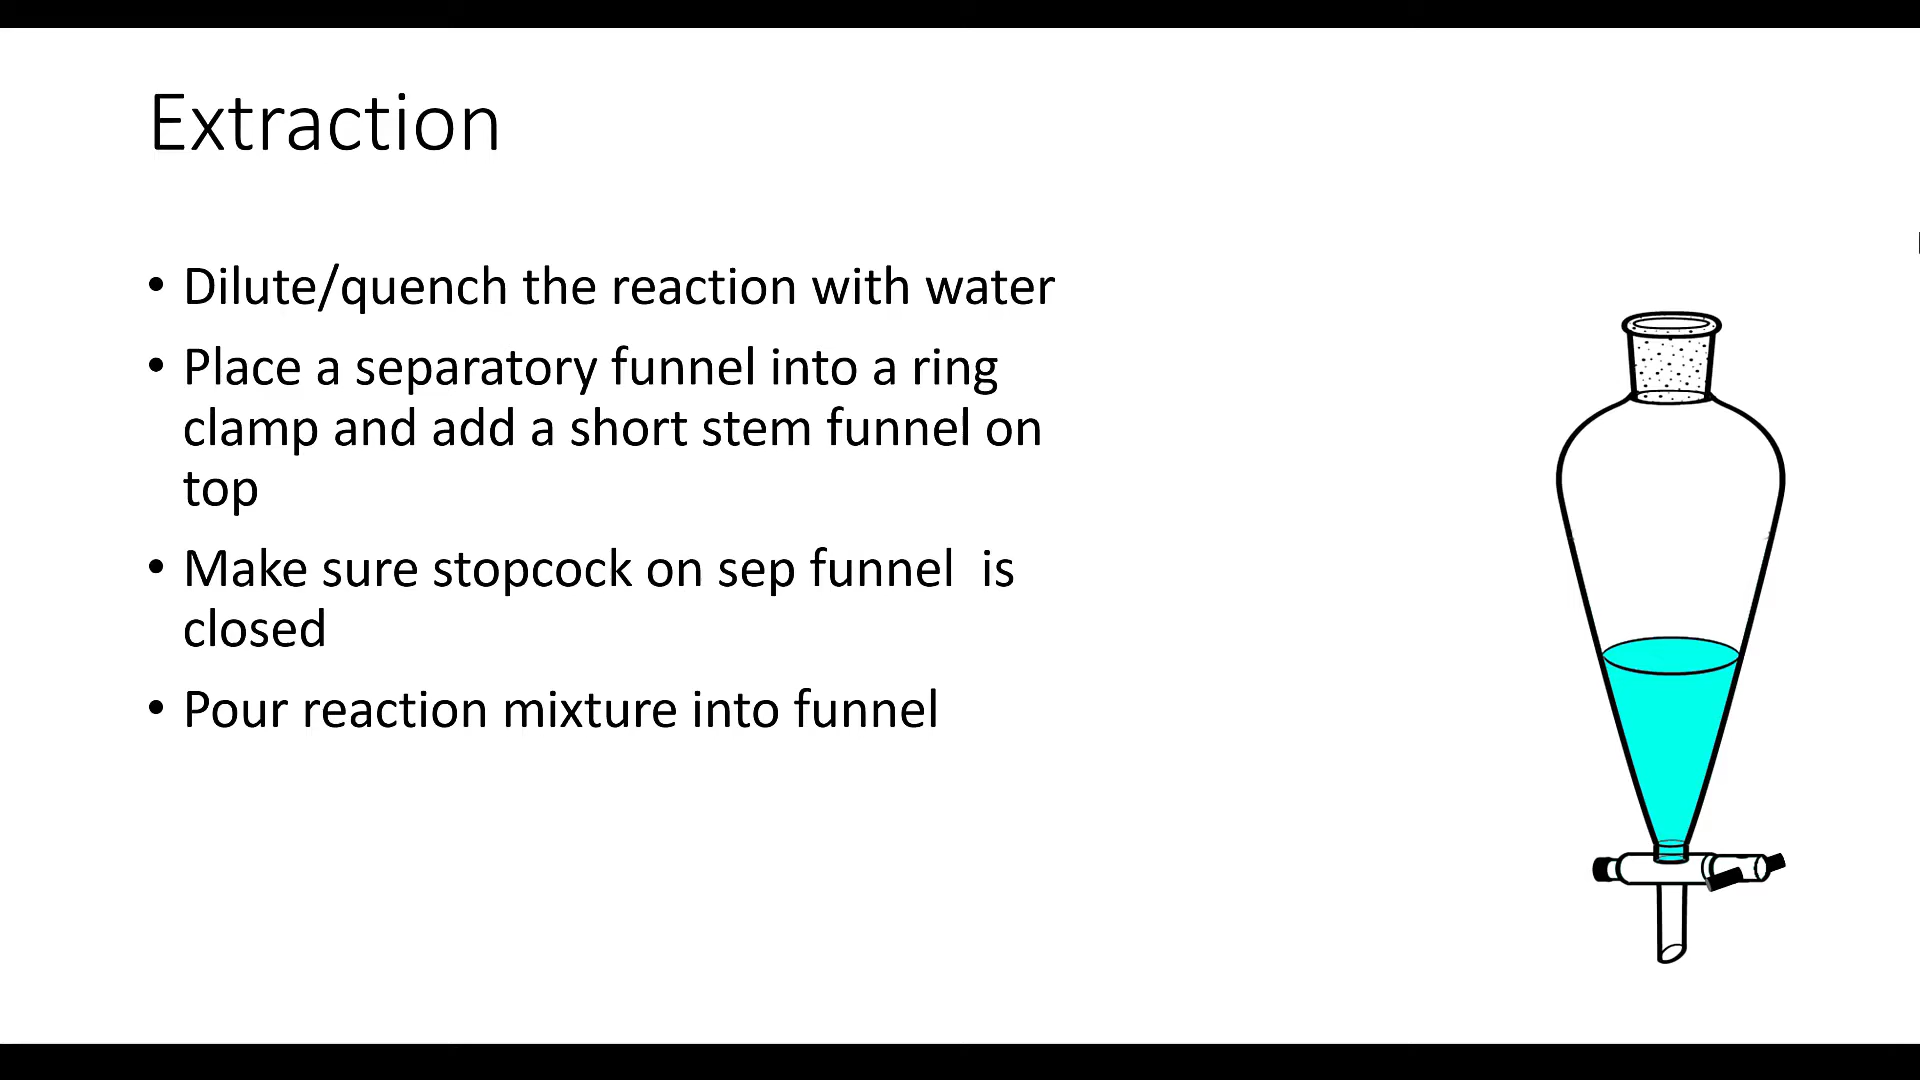 Extraction
• Dilute/quench the reaction with water
• Place a separatory funnel into a ring
clamp and add a short stem funnel on
top
• Make sure stopcock on sep funnel  is
closed
• Pour reaction mixture into funnel